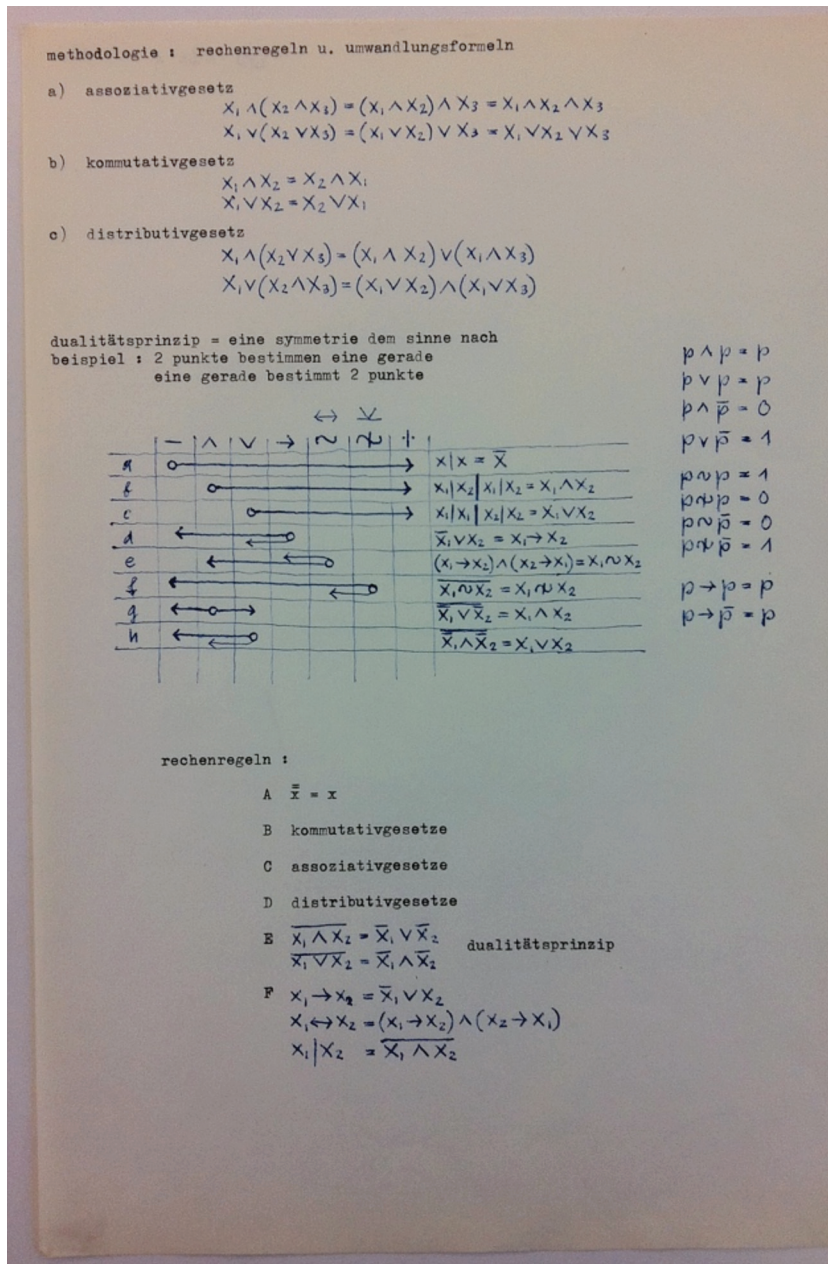 methodologie : rechenregeln u. umwandlungsformeln
a) assoziativgesetz
x₁ ∧ (x₂ ∧ x₃) = (x₁ ∧ x₂) ∧ x₃ = x₁ ∧ x₂ ∧ x₃
x₁ ∨ (x₂ ∨ x₃) = (x₁ ∨ x₂) ∨ x₃ = x₁ ∨ x₂ ∨ x₃
b) kommutativgesetz
x₁ ∧ x₂ = x₂ ∧ x₁
x₁ ∨ x₂ = x₂ ∨ x₁
c) distributivgesetz
x₁ ∧ (x₂ ∨ x₃) = (x₁ ∧ x₂) ∨ (x₁ ∧ x₃)
x₁ ∨ (x₂ ∧ x₃) = (x₁ ∨ x₂) ∧ (x₁ ∨ x₃)
dualitätsprinzip = eine symmetrie dem sinne nach
beispiel : 2 punkte bestimmen eine gerade
eine gerade bestimmt 2 punkte
↔
− ∧ ∨ → ~ ≁ +
a x|x = x̅
b x₁|x₂ | x₁|x₂ = x₁ ∧ x₂
c x₁|x₁ | x₂|x₂ = x₁ ∨ x₂
d x̅₁ ∨ x₂ = x₁ → x₂
e (x₁ → x₂) ∧ (x₂ → x₁) = x₁ ~ x₂
f \overline{x₁ ~ x₂} = x₁ ≁ x₂
g \overline{x̅₁ ∨ x̅₂} = x₁ ∧ x₂
h \overline{x̅₁ ∧ x̅₂} = x₁ ∨ x₂
p ∧ p = p
p ∨ p = p
p ∧ p̅ = 0
p ∨ p̅ = 1
p ~ p = 1
p ≁ p = 0
p ~ p̅ = 0
p ≁ p̅ = 1
rechenregeln :
A x̿ = x
B kommutativgesetze
C assoziativgesetze
D distributivgesetze
E \overline{x₁ ∧ x₂} = x̅₁ ∨ x̅₂
\overline{x₁ ∨ x₂} = x̅₁ ∧ x̅₂
dualitätsprinzip
F x₁ → x₂ = x̅₁ ∨ x₂
x₁ ↔ x₂ = (x₁ → x₂) ∧ (x₂ → x₁)
x₁|x₂ = \overline{x₁ ∧ x₂}